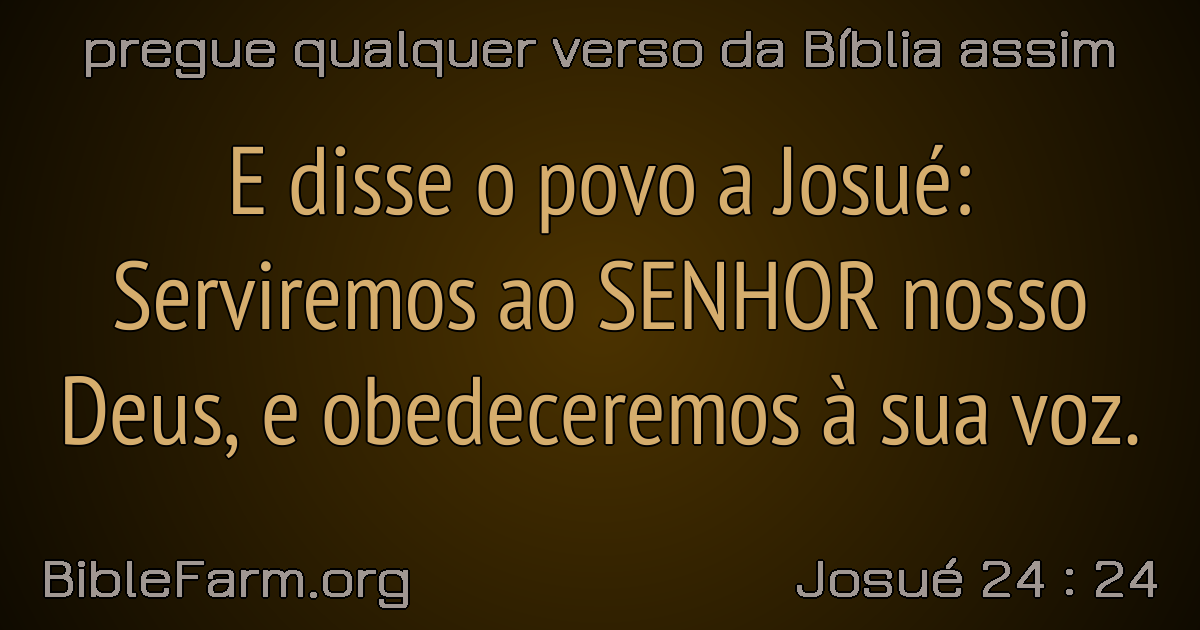 pregue qualquer verso da Bíblia assim
E disse o povo a Josué:
Serviremos ao SENHOR nosso
Deus, e obedeceremos à sua voz.
BibleFarm.org
Josué 24 : 24